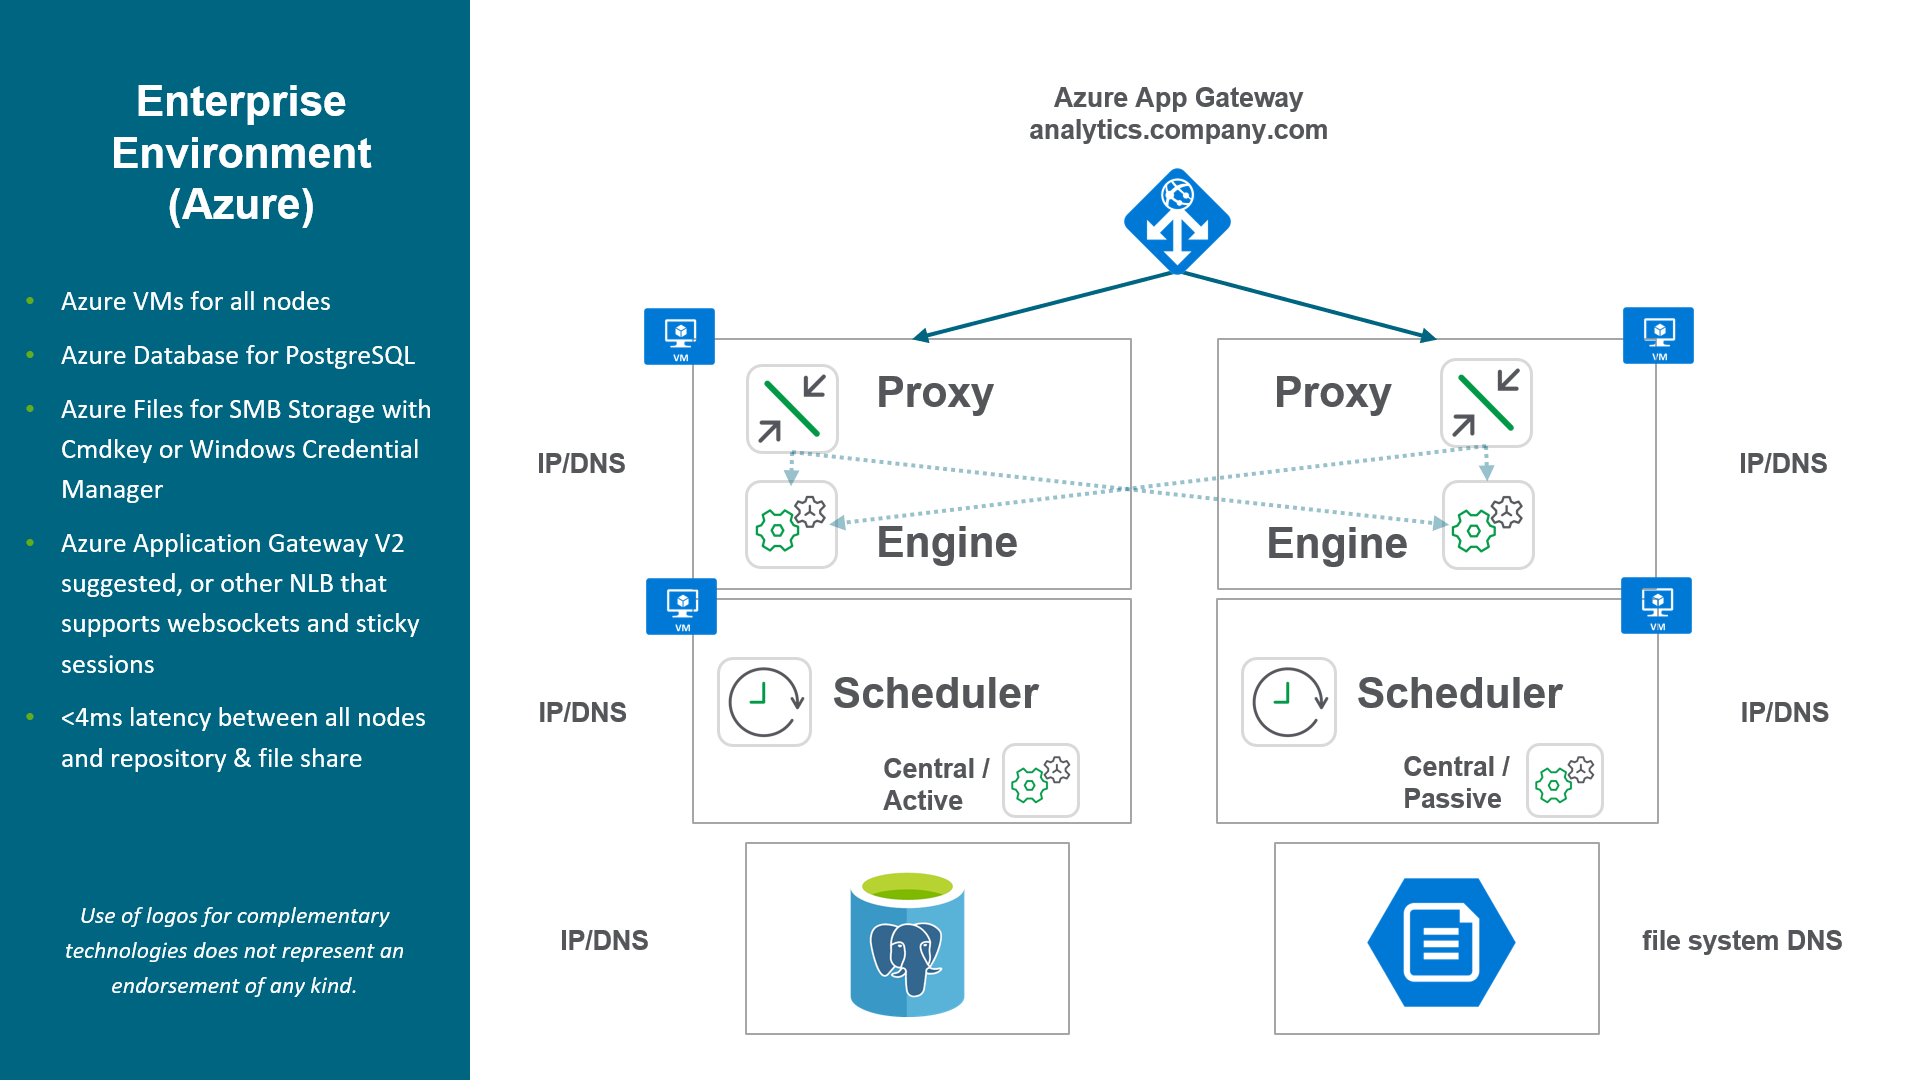 Enterprise
Environment
(Azure)
• Azure VMs for all nodes
• Azure Database for PostgreSQL
• Azure Files for SMB Storage with
Cmdkey or Windows Credential
Manager
• Azure Application Gateway V2
suggested, or other NLB that
supports websockets and sticky
sessions
• <4ms latency between all nodes
and repository & file share
Use of logos for complementary
technologies does not represent an
endorsement of any kind.
Azure App Gateway
analytics.company.com
VM
VM
Proxy
Proxy
IP/DNS
IP/DNS
Engine
Engine
VM
VM
Scheduler
Scheduler
IP/DNS
IP/DNS
Central /
Active
Central /
Passive
IP/DNS
file system DNS